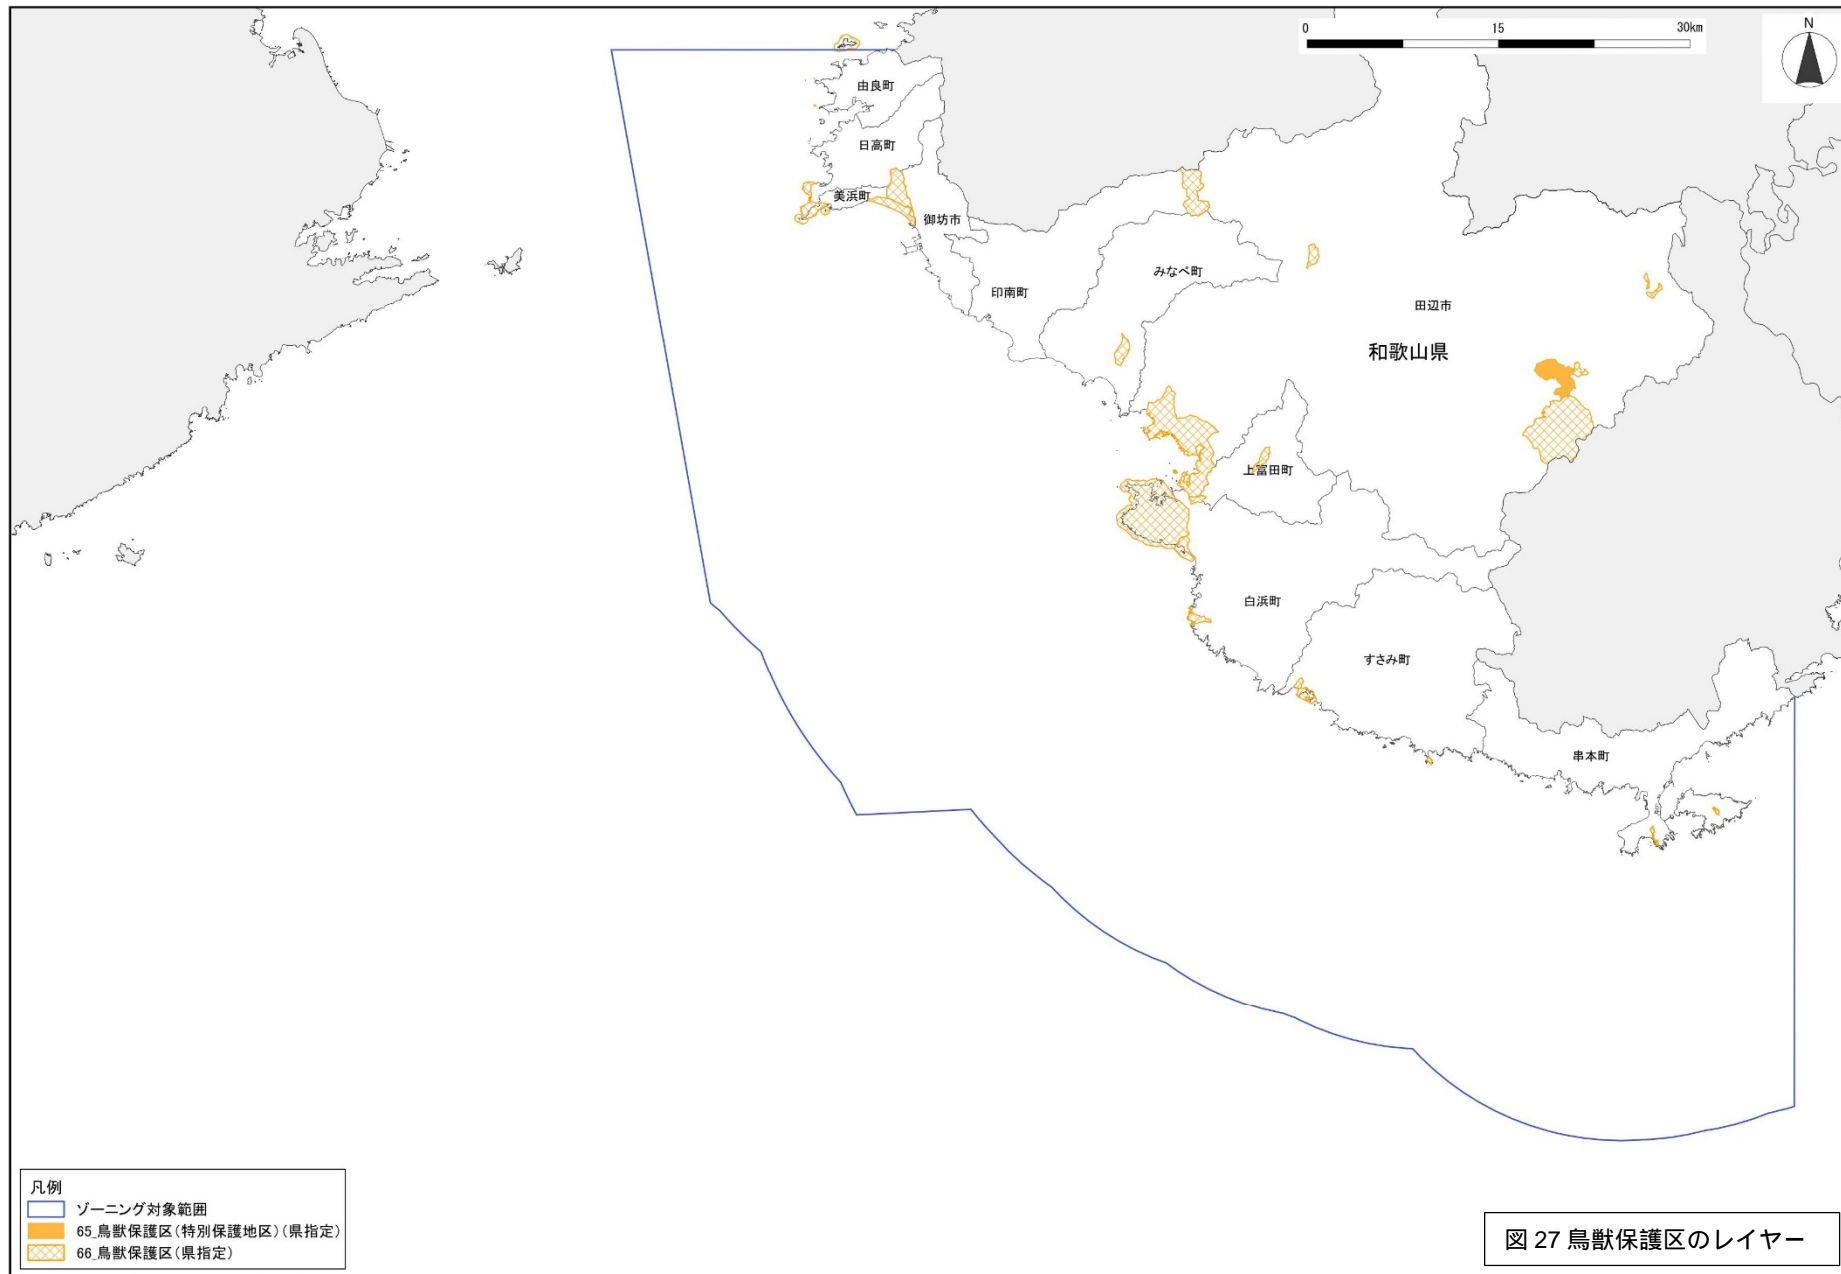 0 15 30km
N
由良町
日高町
美浜町
御坊市
印南町
みなべ町
田辺市
和歌山県
上富田町
白浜町
すさみ町
串本町
凡例
ゾーニング対象範囲
65_鳥獣保護区(特別保護地区)(県指定)
66_鳥獣保護区(県指定)
図 27 鳥獣保護区のレイヤー